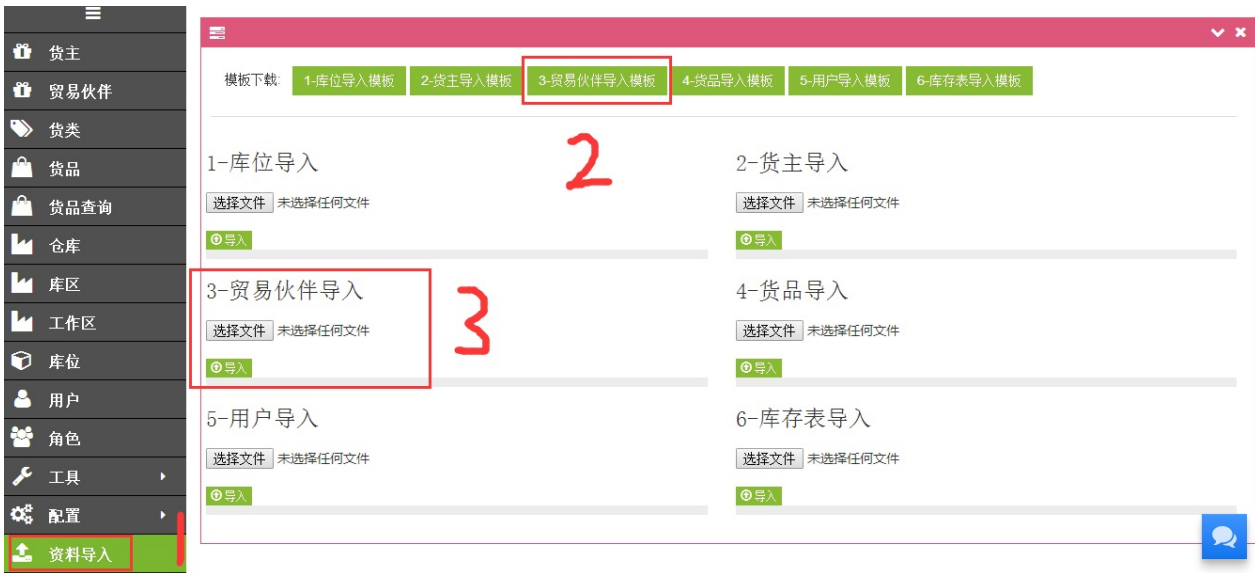 货主
贸易伙伴
货类
货品
货品查询
仓库
库区
工作区
库位
用户
角色
工具
配置
资料导入
1
模板下载: 1-库位导入模板 2-货主导入模板 3-贸易伙伴导入模板 4-货品导入模板 5-用户导入模板 6-库存表导入模板
2
1-库位导入
选择文件 未选择任何文件
导入
2-货主导入
选择文件 未选择任何文件
导入
3-贸易伙伴导入
选择文件 未选择任何文件
导入
3
4-货品导入
选择文件 未选择任何文件
导入
5-用户导入
选择文件 未选择任何文件
导入
6-库存表导入
选择文件 未选择任何文件
导入